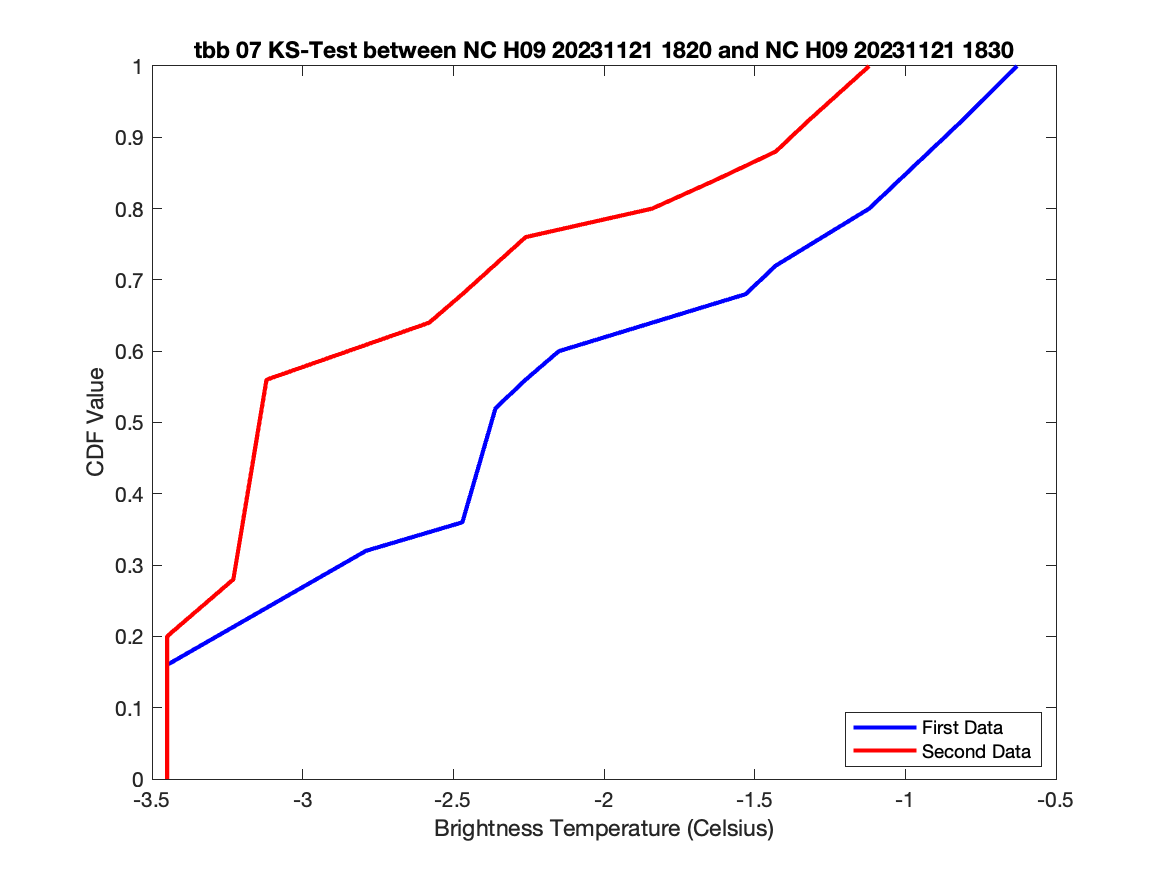 tbb 07 KS-Test between NC H09 20231121 1820 and NC H09 20231121 1830
1
0.9
0.8
0.7
0.6
0.5
0.4
0.3
0.2
0.1
0
CDF Value
First Data
Second Data
-3.5 -3 -2.5 -2 -1.5 -1 -0.5
Brightness Temperature (Celsius)